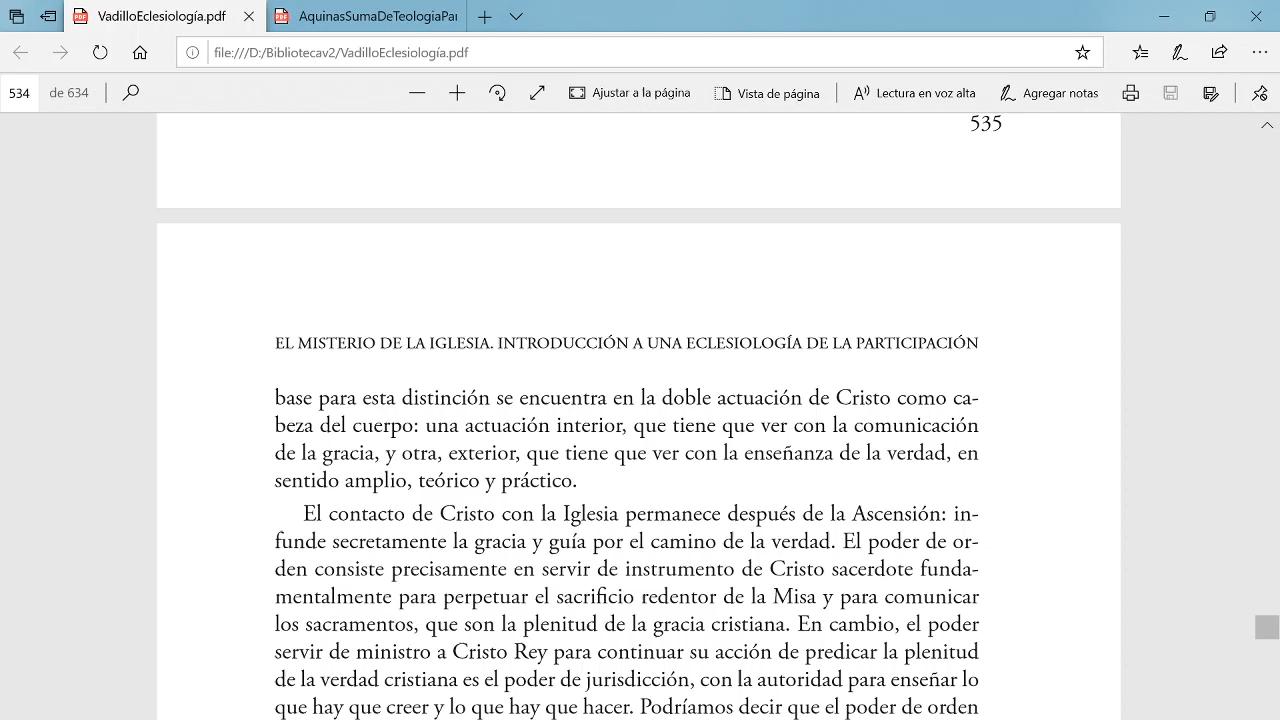 VadilloEclesiología.pdf
AquinasSumaDeTeologiaPa
file:///D:/Bibliotecav2/VadilloEclesiología.pdf
534 de 634
Ajustar a la página
Vista de página
Lectura en voz alta
Agregar notas
535
EL MISTERIO DE LA IGLESIA. INTRODUCCIÓN A UNA ECLESIOLOGÍA DE LA PARTICIPACIÓN
base para esta distinción se encuentra en la doble actuación de Cristo como ca-
beza del cuerpo: una actuación interior, que tiene que ver con la comunicación
de la gracia, y otra, exterior, que tiene que ver con la enseñanza de la verdad, en
sentido amplio, teórico y práctico.
El contacto de Cristo con la Iglesia permanece después de la Ascensión: in-
funde secretamente la gracia y guía por el camino de la verdad. El poder de or-
den consiste precisamente en servir de instrumento de Cristo sacerdote funda-
mentalmente para perpetuar el sacrificio redentor de la Misa y para comunicar
los sacramentos, que son la plenitud de la gracia cristiana. En cambio, el poder
servir de ministro a Cristo Rey para continuar su acción de predicar la plenitud
de la verdad cristiana es el poder de jurisdicción, con la autoridad para enseñar lo
que hay que creer y lo que hay que hacer. Podríamos decir que el poder de orden